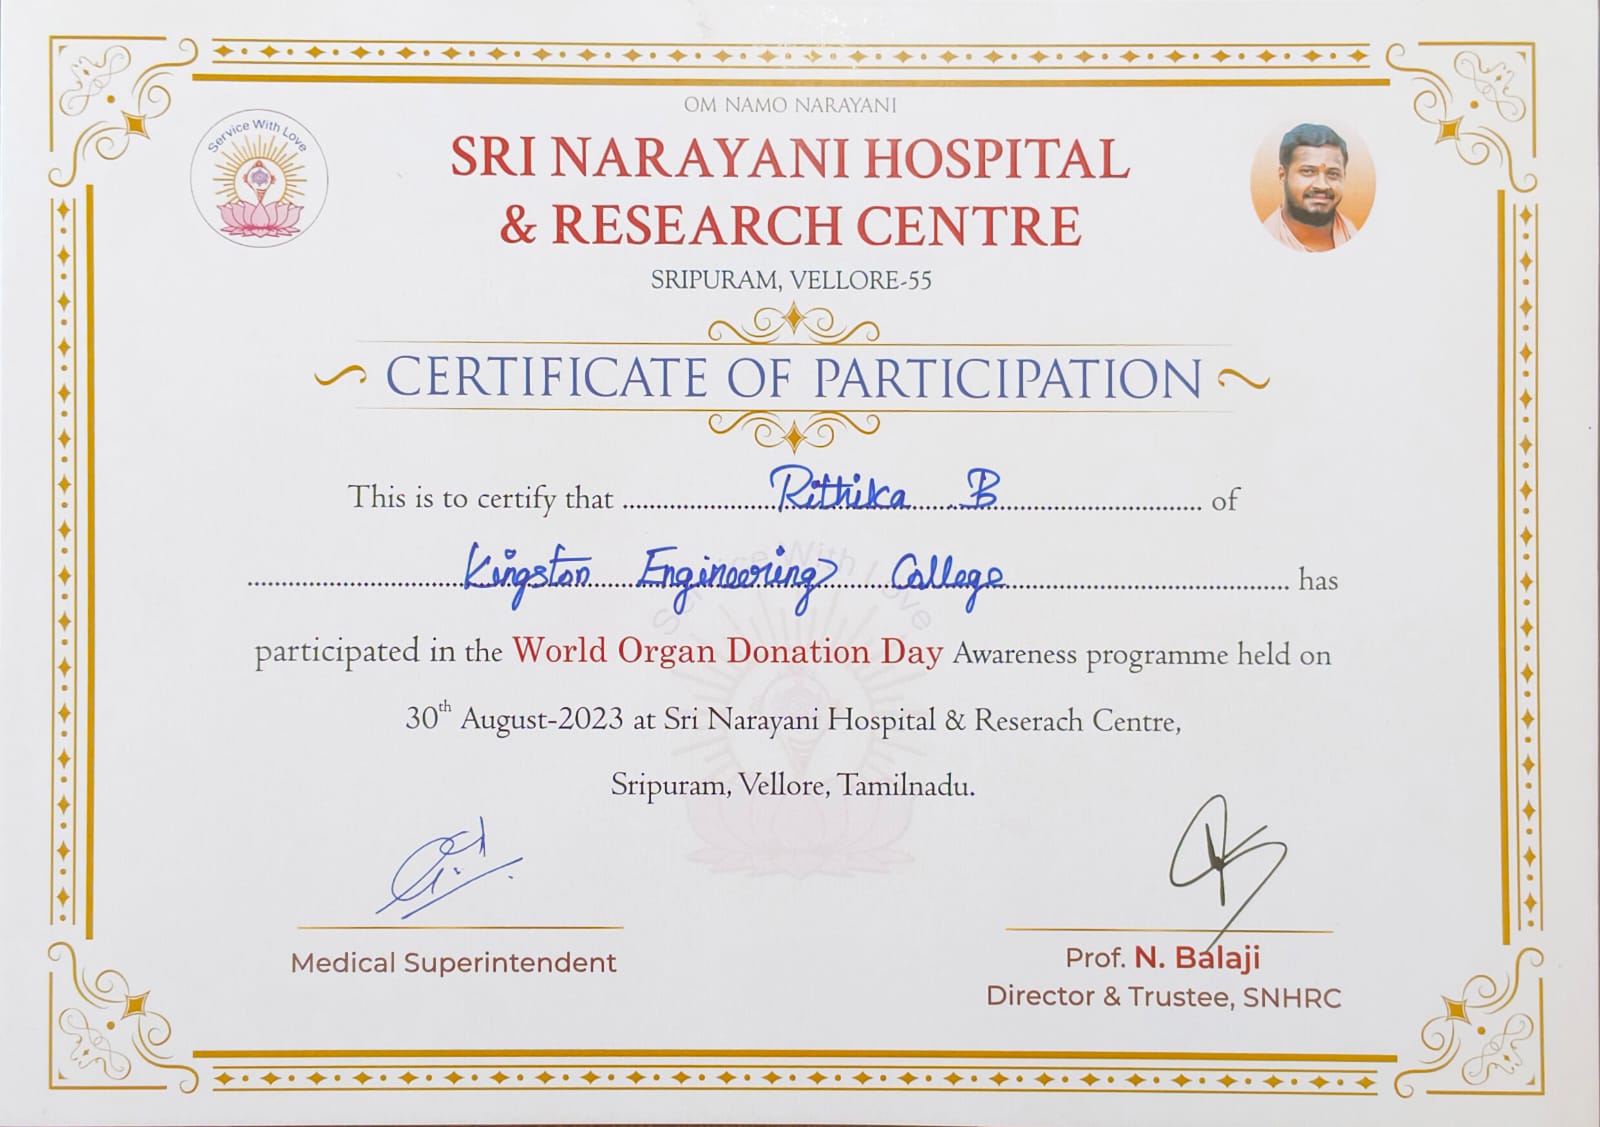 OM NAMO NARAYANI
Service With Love
SRI NARAYANI HOSPITAL
& RESEARCH CENTRE
SRIPURAM, VELLORE-55
CERTIFICATE OF PARTICIPATION
This is to certify that Rithika B of
Kingston Engineering College has
participated in the World Organ Donation Day Awareness programme held on
30th August-2023 at Sri Narayani Hospital & Reserach Centre,
Sripuram, Vellore, Tamilnadu.
Medical Superintendent
Prof. N. Balaji
Director & Trustee, SNHRC